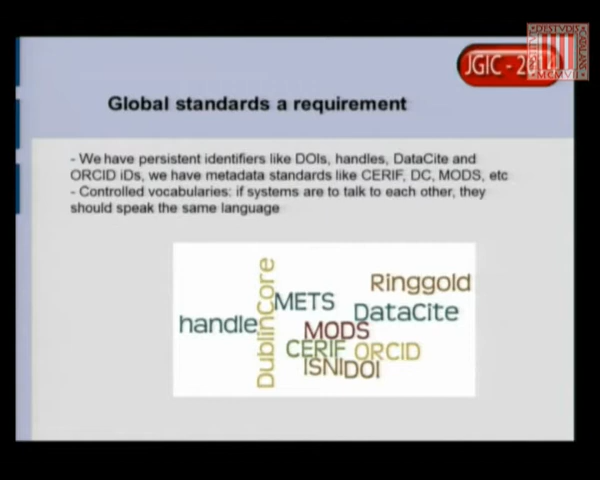 JGIC - 2
MCMVII
Global standards a requirement
- We have persistent identifiers like DOIs, handles, DataCite and
ORCID iDs, we have metadata standards like CERIF, DC, MODS, etc
- Controlled vocabularies: if systems are to talk to each other, they
should speak the same language
DublinCore
Ringgold
METS
DataCite
handle
MODS
CERIF
ORCID
ISNI
DOI